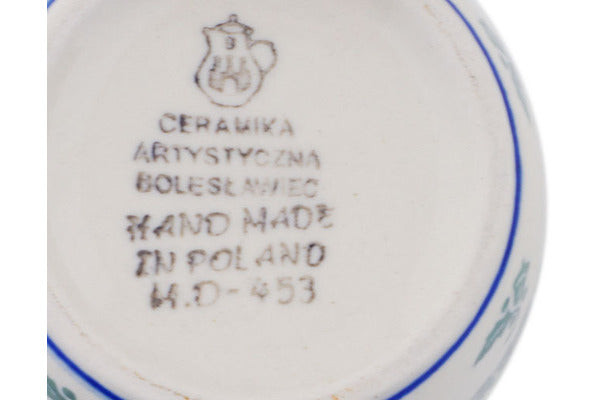 CERAMIKA
ARTYSTYCZNA
BOLESŁAWIEC
HAND MADE
IN POLAND
M.D-453